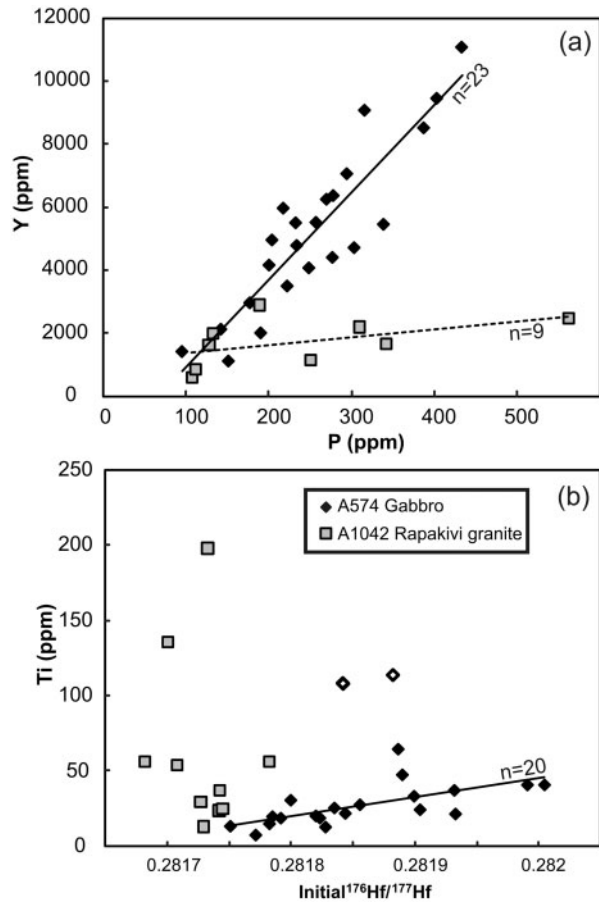 (a)
12000
10000
8000
6000
4000
2000
0
Y (ppm)
n=23
n=9
0 100 200 300 400 500
P (ppm)
(b)
250
200
150
100
50
0
Ti (ppm)
A574 Gabbro
A1042 Rapakivi granite
n=20
0.2817 0.2818 0.2819 0.282
Initial¹⁷⁶Hf/¹⁷⁷Hf